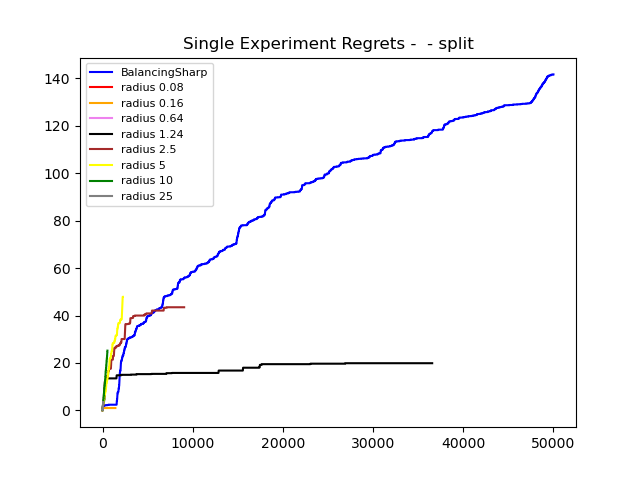 Single Experiment Regrets -  - split
BalancingSharp
radius 0.08
radius 0.16
radius 0.64
radius 1.24
radius 2.5
radius 5
radius 10
radius 25
140
120
100
80
60
40
20
0
0 10000 20000 30000 40000 50000